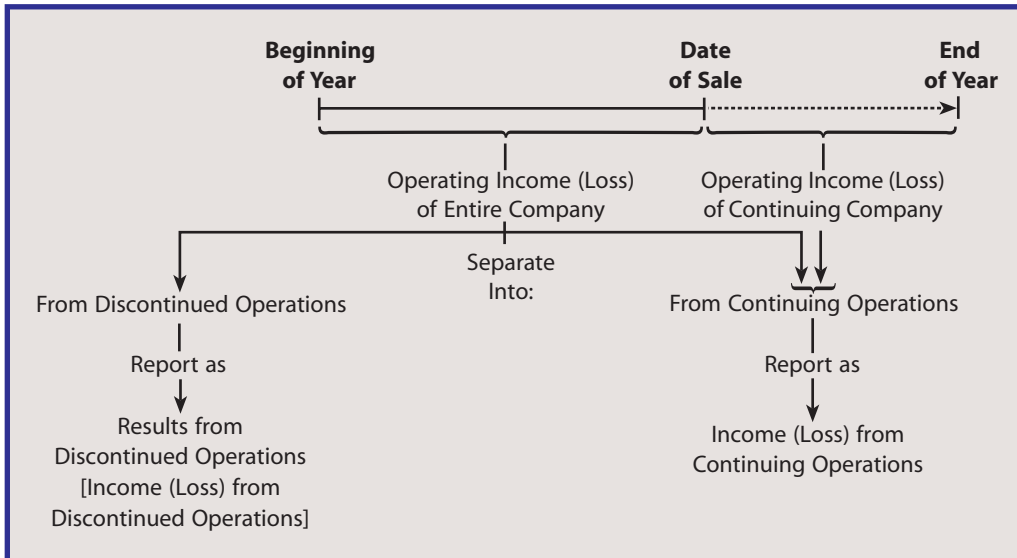 Beginning
of Year
Date
of Sale
End
of Year
Operating Income (Loss)
of Entire Company
Operating Income (Loss)
of Continuing Company
Separate
Into:
From Discontinued Operations
From Continuing Operations
Report as
Report as
Results from
Discontinued Operations
[Income (Loss) from
Discontinued Operations]
Income (Loss) from
Continuing Operations